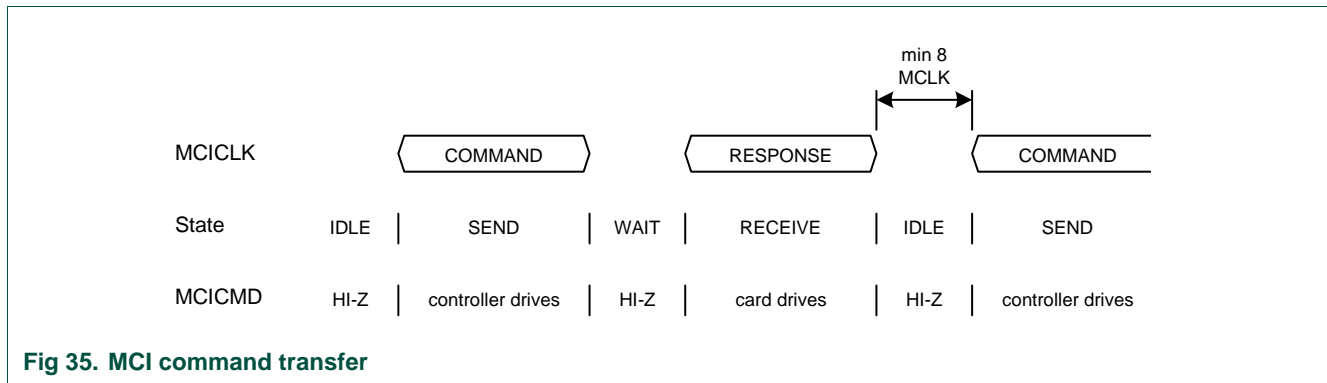 min 8
MCLK
MCICLK COMMAND RESPONSE COMMAND
State IDLE SEND WAIT RECEIVE IDLE SEND
MCICMD HI-Z controller drives HI-Z card drives HI-Z controller drives
Fig 35. MCI command transfer